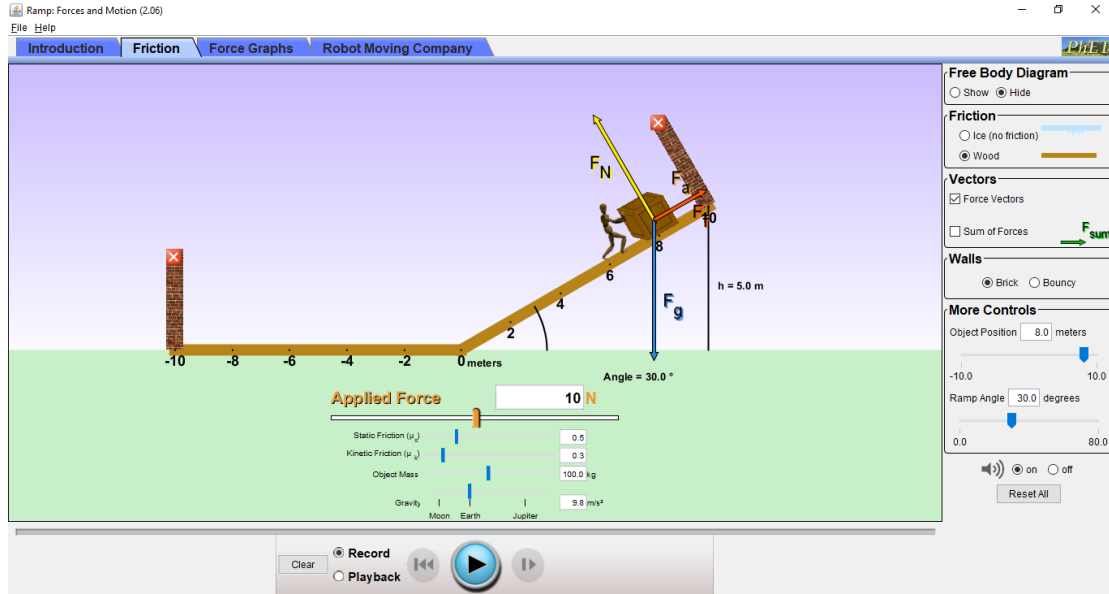 Ramp: Forces and Motion (2.06)
File Help
Introduction Friction Force Graphs Robot Moving Company
PhET
Free Body Diagram
Show Hide
Friction
Ice (no friction)
Wood
Vectors
Force Vectors
Sum of Forces
Fsum
Walls
Brick Bouncy
More Controls
Object Position 8.0 meters
-10.0 10.0
Ramp Angle 30.0 degrees
0.0 80.0
on off
Reset All
FN
Fa
10
8
6
h = 5.0 m
4
Fg
2
-10 -8 -6 -4 -2 0 meters
Angle = 30.0 °
Applied Force 10 N
Static Friction (μs) 0.5
Kinetic Friction (μk) 0.3
Object Mass 100.0 kg
Gravity 9.8 m/s²
Moon Earth Jupiter
Clear
Record
Playback